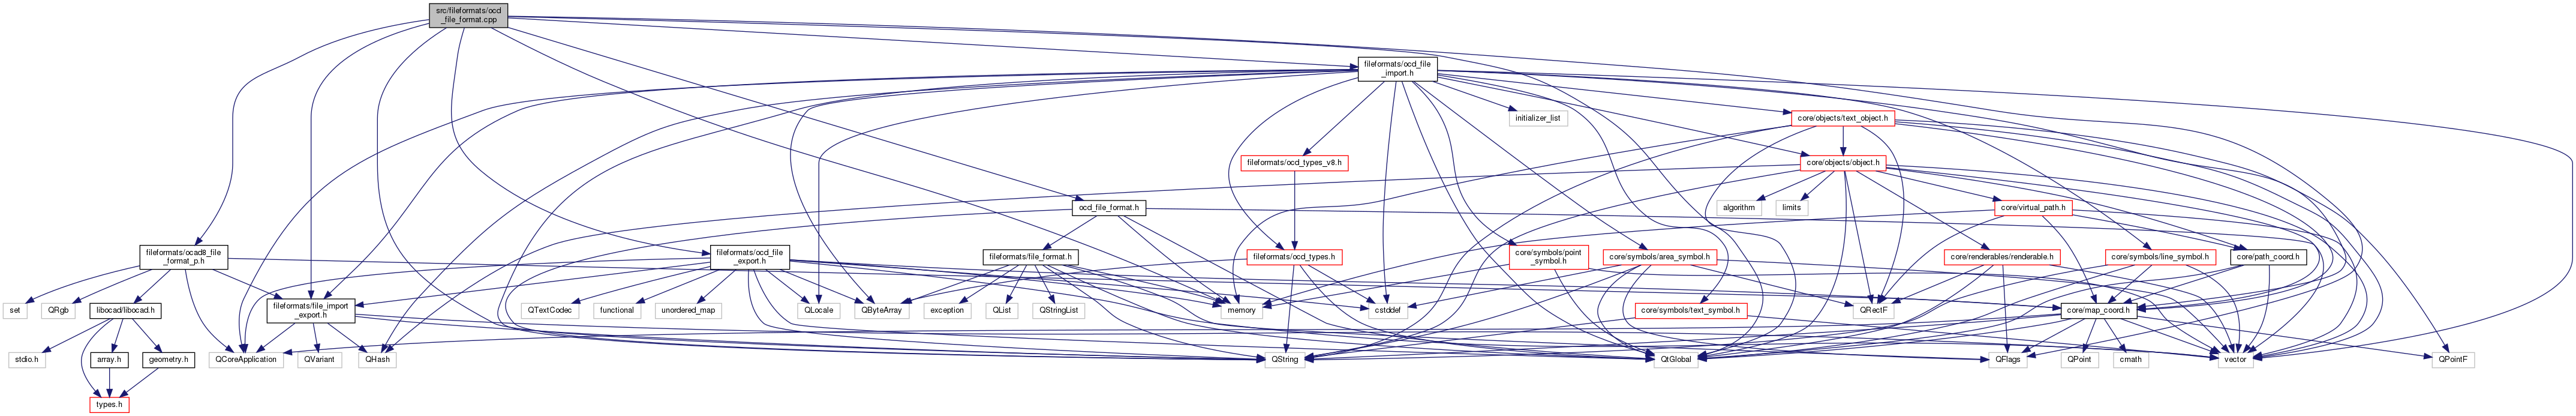 src/fileformats/ocd
_file_format.cpp
fileformats/ocd_file
_import.h
initializer_list
core/objects/text_object.h
fileformats/ocd_types_v8.h
core/objects/object.h
ocd_file_format.h
algorithm
limits
core/virtual_path.h
fileformats/ocad8_file
_format_p.h
fileformats/ocd_file
_export.h
fileformats/file_format.h
fileformats/ocd_types.h
core/symbols/point
_symbol.h
core/symbols/area_symbol.h
core/renderables/renderable.h
core/symbols/line_symbol.h
core/path_coord.h
set
QRgb
libocad/libocad.h
fileformats/file_import
_export.h
QTextCodec
functional
unordered_map
QLocale
QByteArray
exception
QList
QStringList
memory
cstddef
core/symbols/text_symbol.h
QRectF
core/map_coord.h
stdio.h
array.h
geometry.h
QCoreApplication
QVariant
QHash
QString
QtGlobal
QFlags
QPoint
cmath
vector
QPointF
types.h